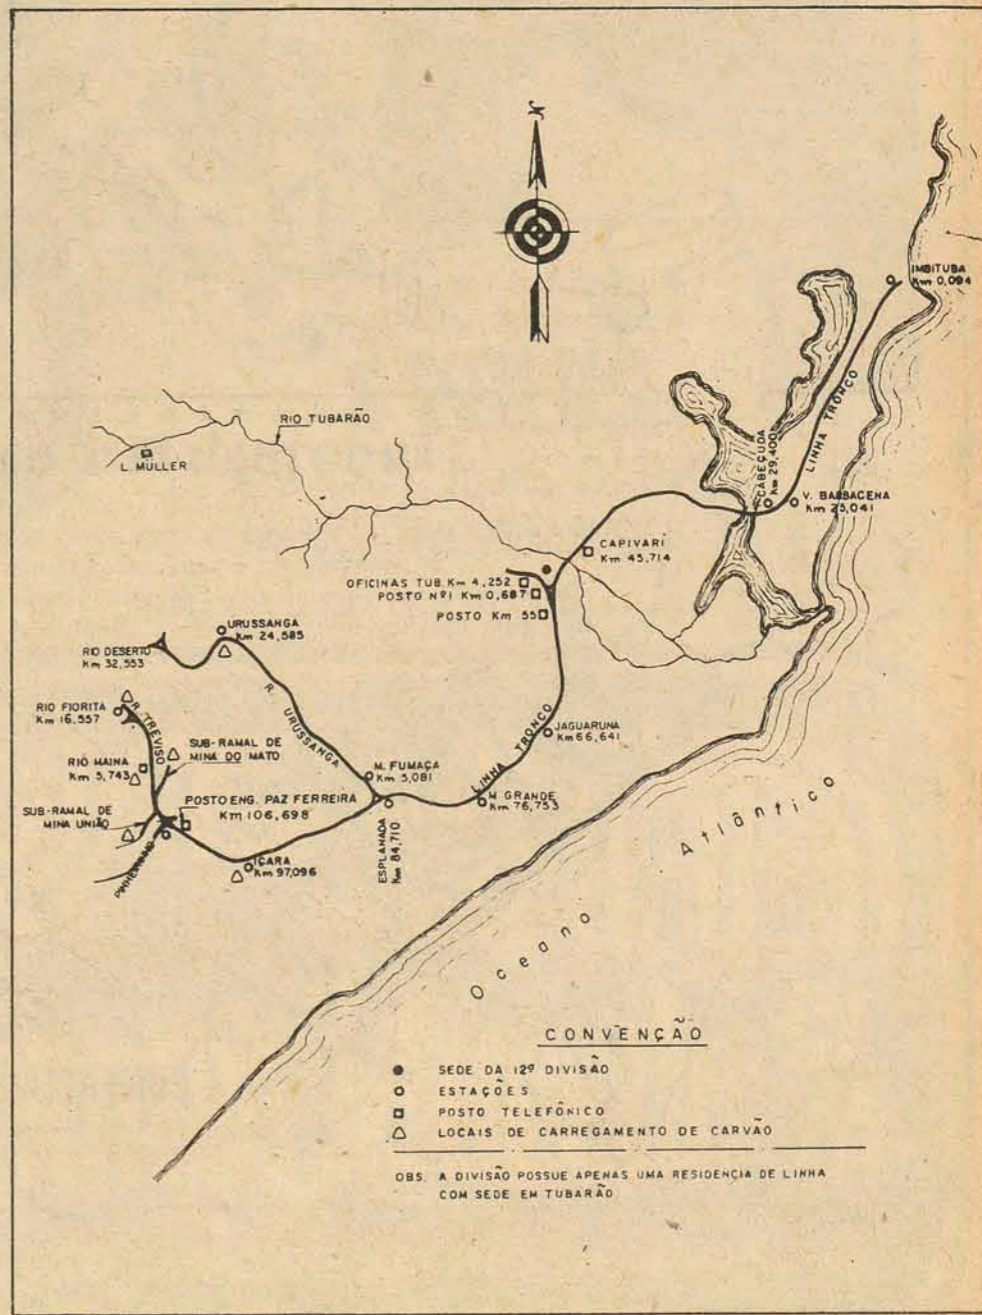 N
IMBITUBA
Km 0,094
LINHA TRONCO
RIO TUBARÃO
L. MÜLLER
CABEÇUDA
Km 29,400
V. BARBACENA
Km 25,041
CAPIVARÍ
Km 45,714
OFICINAS TUB. Km 4,252
POSTO Nº1 Km 0,687
POSTO Km 55
URUSSANGA
Km 24,585
RIO DESERTO
Km 32,553
R. URUSSANGA
RIO FIORITA
Km 16,557
R. TREVISO
SUB-RAMAL DE
MINA DO MATO
RIO MAINA
Km 5,743
JAGUARUNA
Km 66,641
LINHA TRONCO
M. FUMAÇA
Km 5,081
M GRANDE
Km 76,753
POSTO ENG. PAZ FERREIRA
Km 106,698
SUB-RAMAL DE
MINA UNIÃO
PINHEIRINHO
ESPLANADA
Km 84,710
IÇARA
Km 97,096
Oceano Atlântico
CONVENÇÃO
SEDE DA 12ª DIVISÃO
ESTAÇÕES
POSTO TELEFÔNICO
LOCAIS DE CARREGAMENTO DE CARVÃO
OBS. A DIVISÃO POSSUE APENAS UMA RESIDENCIA DE LINHA
COM SEDE EM TUBARÃO